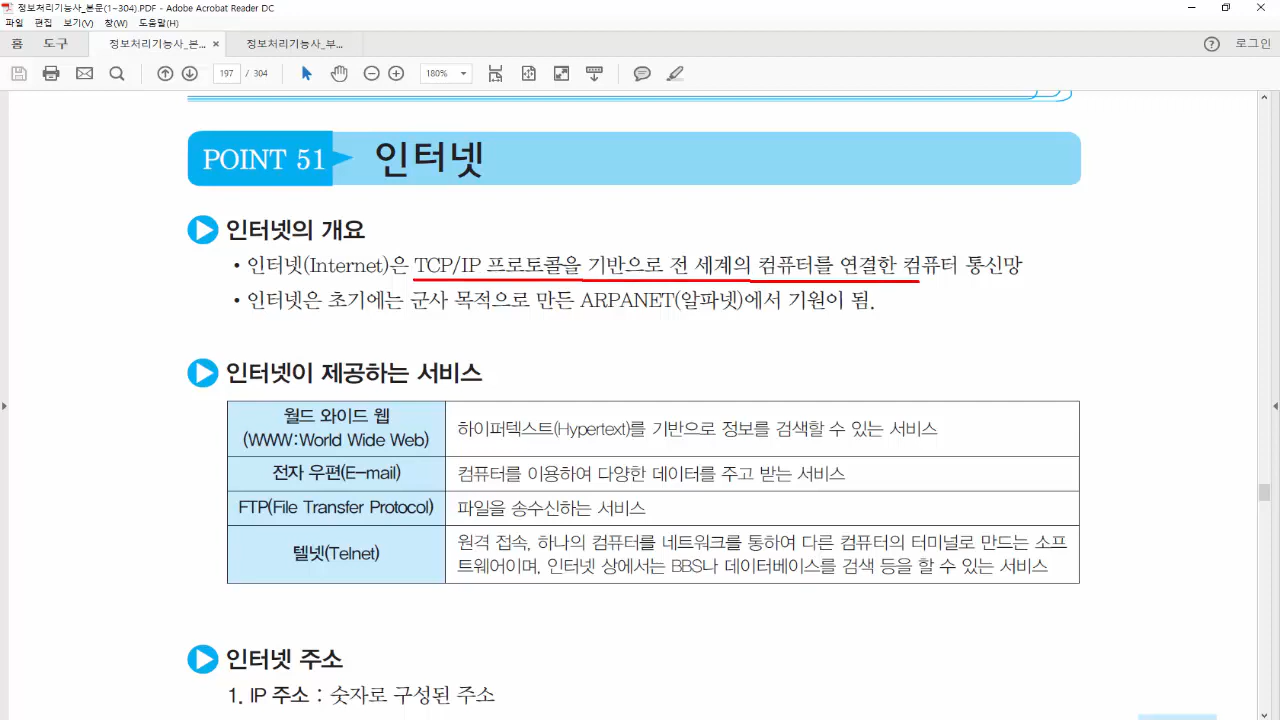 정보처리기능사_본문(1~304).PDF - Adobe Acrobat Reader DC
파일 편집 보기(V) 창(W) 도움말(H)
홈 도구 정보처리기능사_본... × 정보처리기능사_부... ? 로그인
197 / 304 180%
POINT 51 인터넷
인터넷의 개요
• 인터넷(Internet)은 TCP/IP 프로토콜을 기반으로 전 세계의 컴퓨터를 연결한 컴퓨터 통신망
• 인터넷은 초기에는 군사 목적으로 만든 ARPANET(알파넷)에서 기원이 됨.
인터넷이 제공하는 서비스
월드 와이드 웹
(WWW:World Wide Web)
하이퍼텍스트(Hypertext)를 기반으로 정보를 검색할 수 있는 서비스
전자 우편(E-mail) 컴퓨터를 이용하여 다양한 데이터를 주고 받는 서비스
FTP(File Transfer Protocol) 파일을 송수신하는 서비스
텔넷(Telnet)
원격 접속, 하나의 컴퓨터를 네트워크를 통하여 다른 컴퓨터의 터미널로 만드는 소프
트웨어이며, 인터넷 상에서는 BBS나 데이터베이스를 검색 등을 할 수 있는 서비스
인터넷 주소
1. IP 주소 : 숫자로 구성된 주소